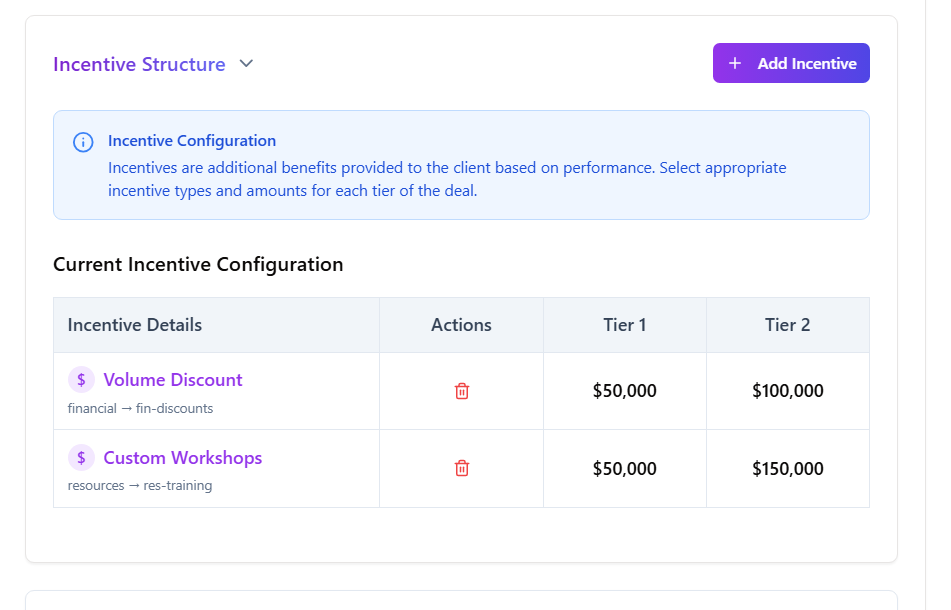 Incentive Structure
+ Add Incentive
Incentive Configuration
Incentives are additional benefits provided to the client based on performance. Select appropriate
incentive types and amounts for each tier of the deal.
Current Incentive Configuration
Incentive Details Actions Tier 1 Tier 2
$ Volume Discount
financial → fin-discounts
$50,000 $100,000
$ Custom Workshops
resources → res-training
$50,000 $150,000